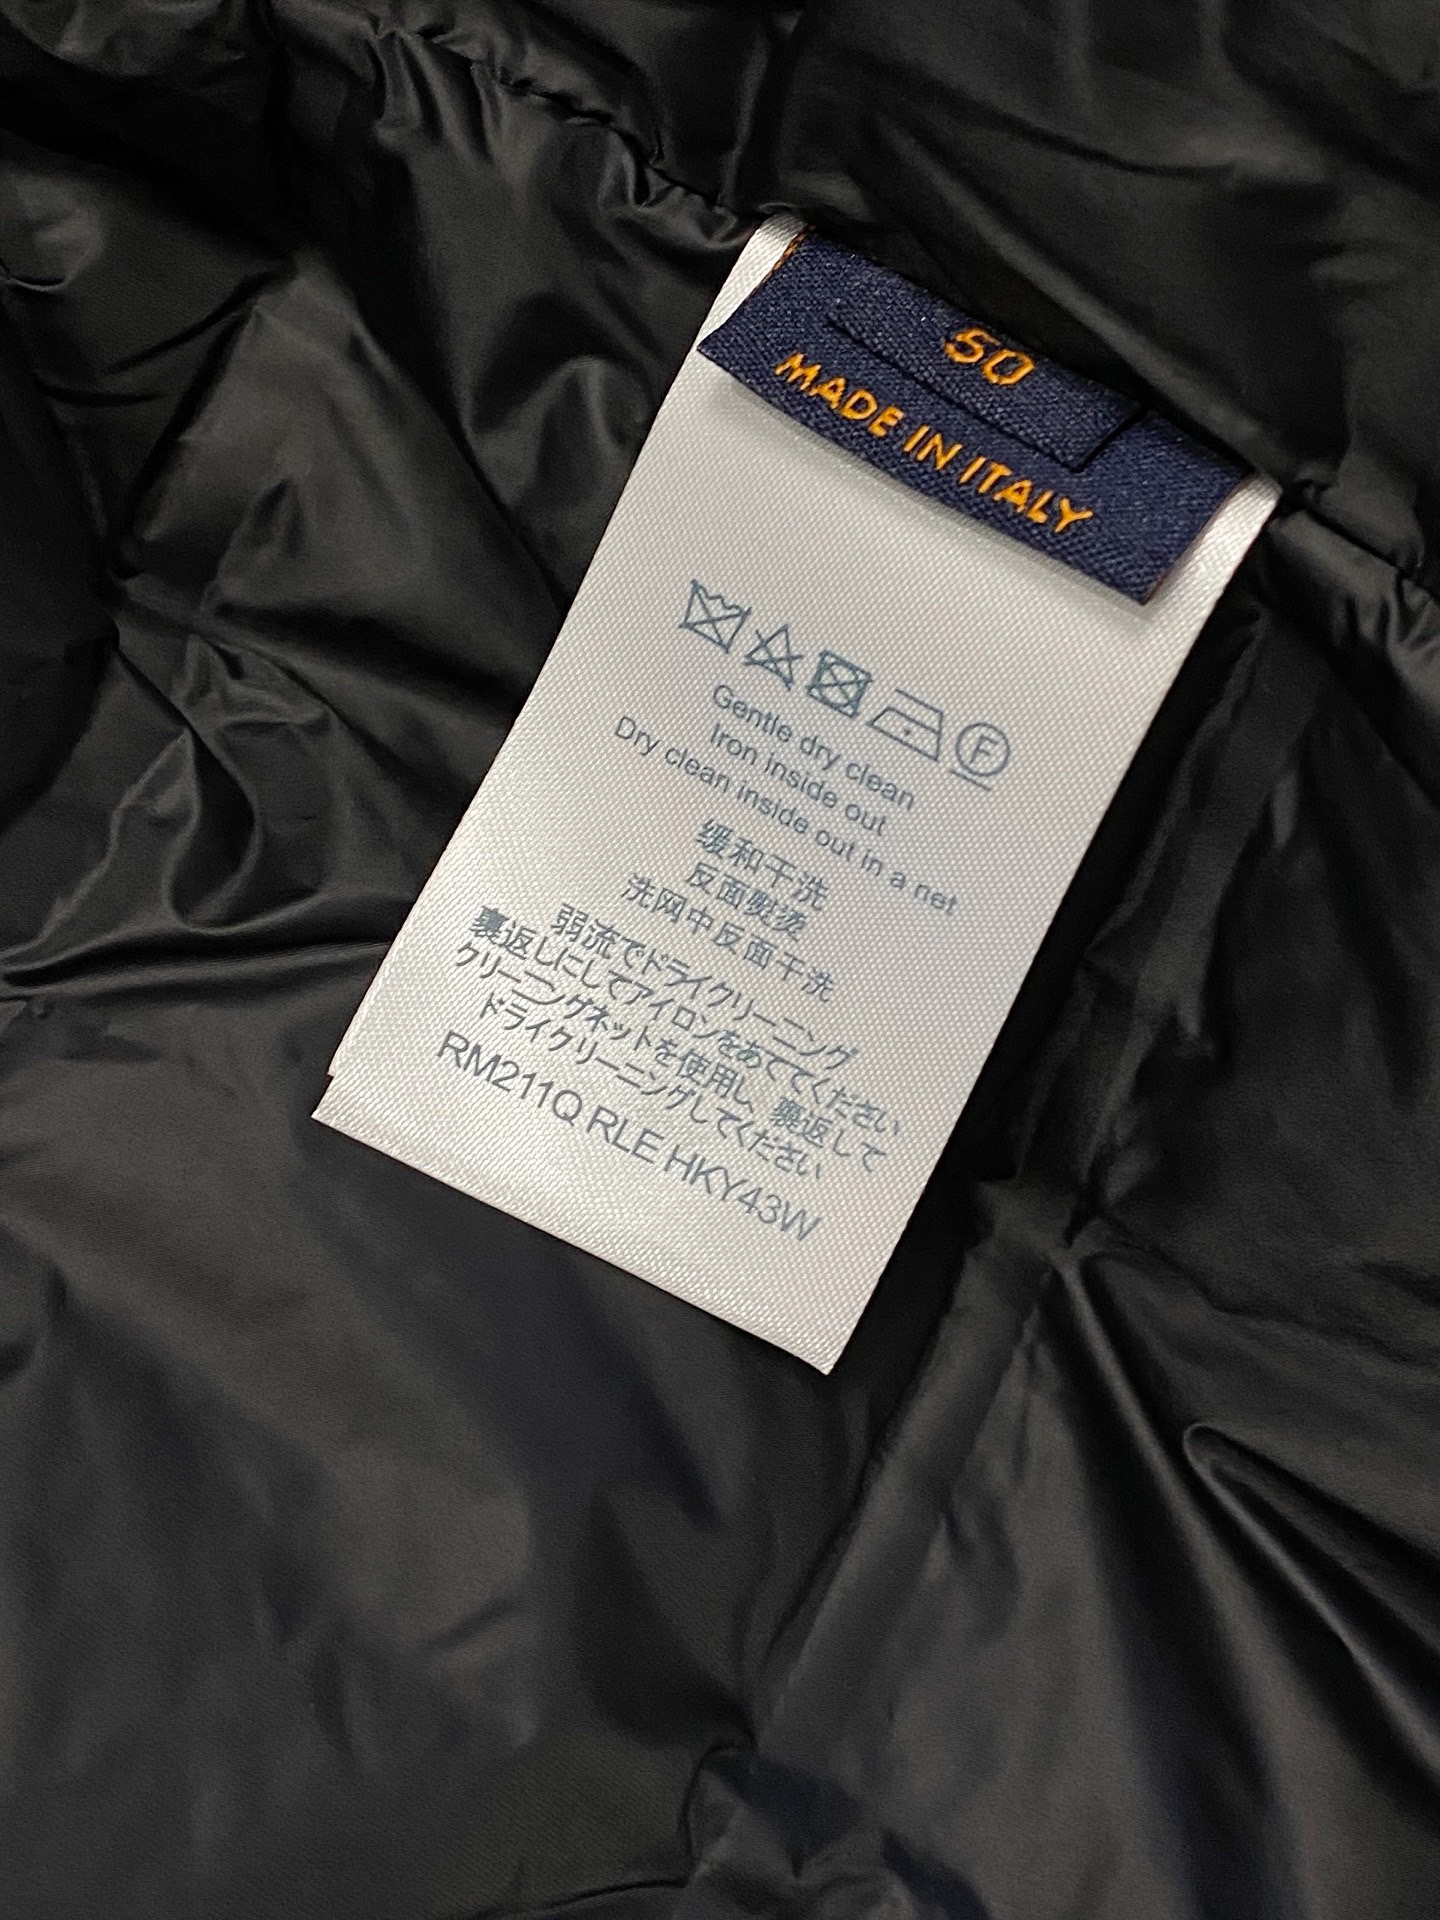 50
MADE IN ITALY
F
Gentle dry clean
Iron inside out
Dry clean inside out in a net
缓和干洗
反面熨烫
洗网中反面干洗
弱流でドライクリーニング
裏返しにしてアイロンをあててください
クリーニングネットを使用し、裏返して
ドライクリーニングしてください
RM211Q RLE HKY43W